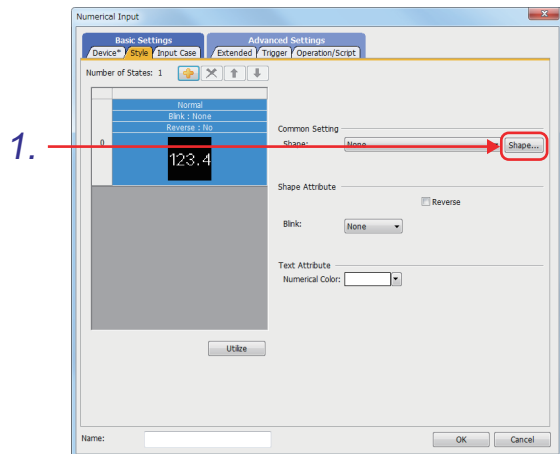 Numerical Input
Basic Settings Advanced Settings
Device* Style Input Case Extended Trigger Operation/Script
Number of States: 1
Normal
Blink : None
Reverse : No
0
123.4
1.
Common Setting
Shape: None Shape...
Shape Attribute
Reverse
Blink: None
Text Attribute
Numerical Color:
Utilize
Name:
OK Cancel